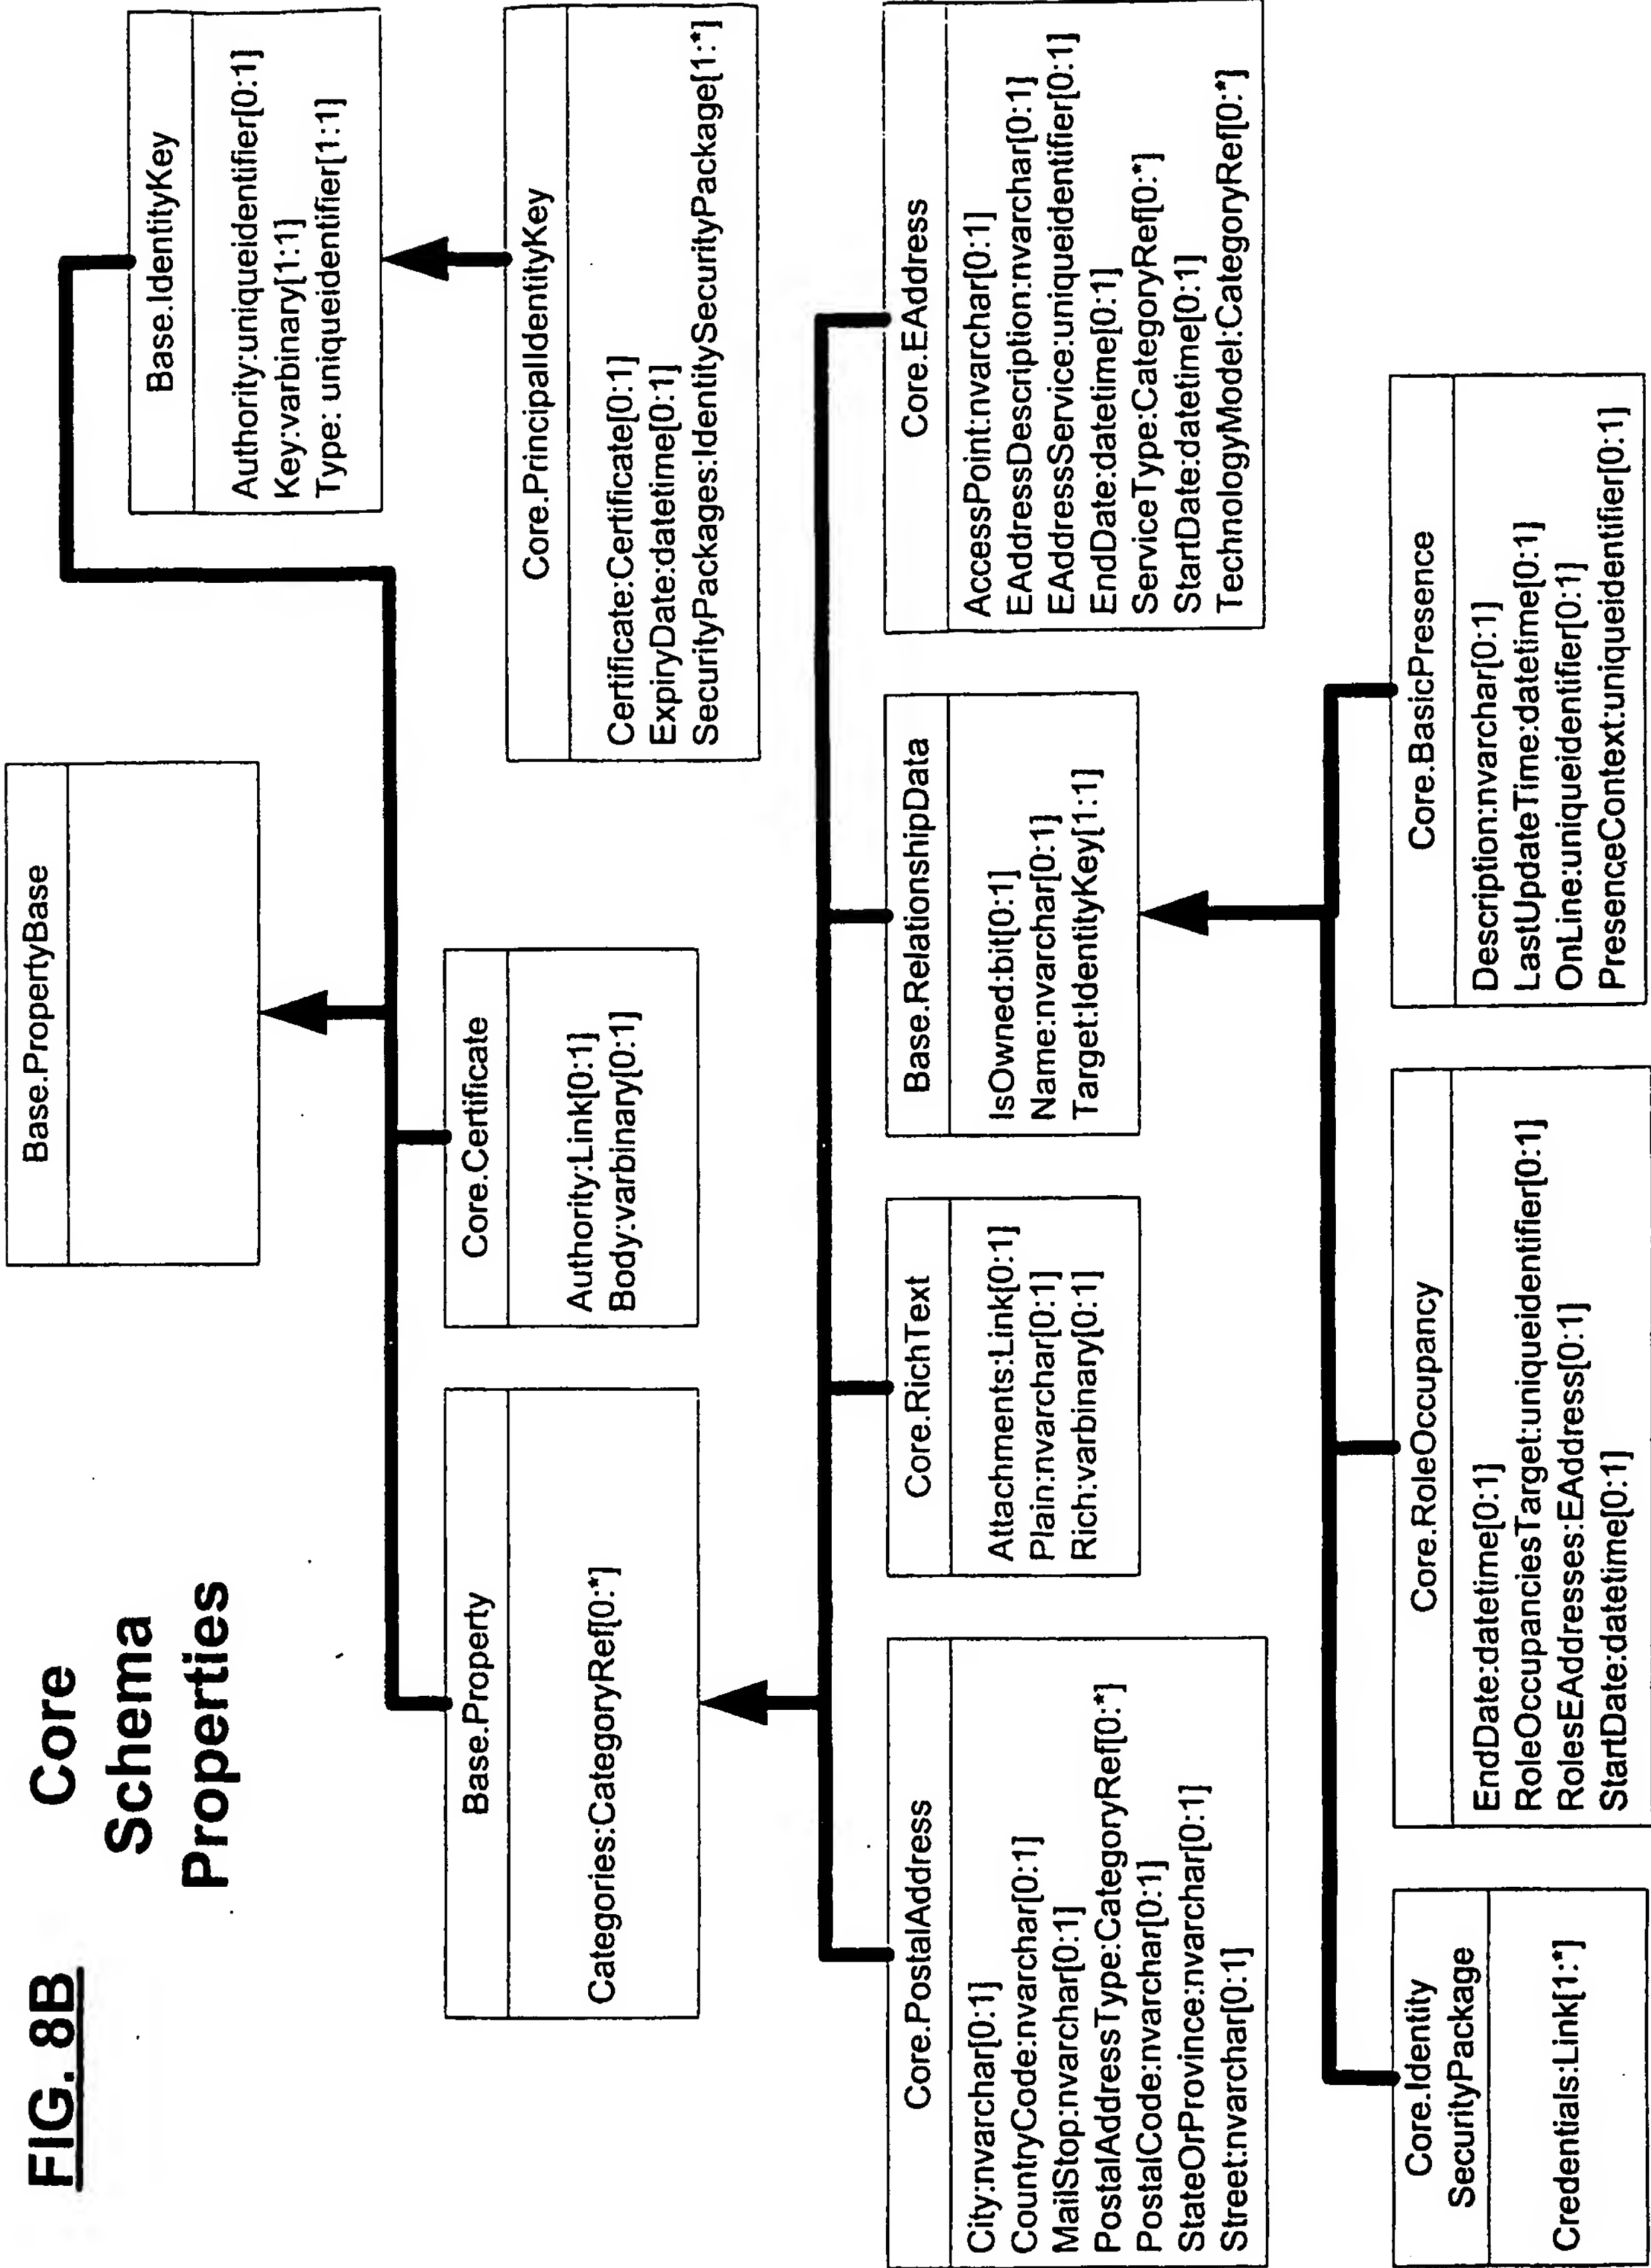 FIG. 8B
Core
Schema
Properties
Base.PropertyBase
Base.IdentityKey
Authority:uniqueidentifier[0:1]
Key:varbinary[1:1]
Type: uniqueidentifier[1:1]
Base.Property
Categories:CategoryRef[0:*]
Core.Certificate
Authority:Link[0:1]
Body:varbinary[0:1]
Core.PrincipalIdentityKey
Certificate:Certificate[0:1]
ExpiryDate:datetime[0:1]
SecurityPackages:IdentitySecurityPackage[1:*]
Core.PostalAddress
City:nvarchar[0:1]
CountryCode:nvarchar[0:1]
MailStop:nvarchar[0:1]
PostalAddressType:CategoryRef[0:*]
PostalCode:nvarchar[0:1]
StateOrProvince:nvarchar[0:1]
Street:nvarchar[0:1]
Core.RichText
Attachments:Link[0:1]
Plain:nvarchar[0:1]
Rich:varbinary[0:1]
Base.RelationshipData
IsOwned:bit[0:1]
Name:nvarchar[0:1]
Target:IdentityKey[1:1]
Core.EAddress
AccessPoint:nvarchar[0:1]
EAddressDescription:nvarchar[0:1]
EAddressService:uniqueidentifier[0:1]
EndDate:datetime[0:1]
ServiceType:CategoryRef[0:*]
StartDate:datetime[0:1]
TechnologyModel:CategoryRef[0:*]
Core.Identity
SecurityPackage
Credentials:Link[1:*]
Core.RoleOccupancy
EndDate:datetime[0:1]
RoleOccupanciesTarget:uniqueidentifier[0:1]
RolesEAddresses:EAddress[0:1]
StartDate:datetime[0:1]
Core.BasicPresence
Description:nvarchar[0:1]
LastUpdateTime:datetime[0:1]
OnLine:uniqueidentifier[0:1]
PresenceContext:uniqueidentifier[0:1]